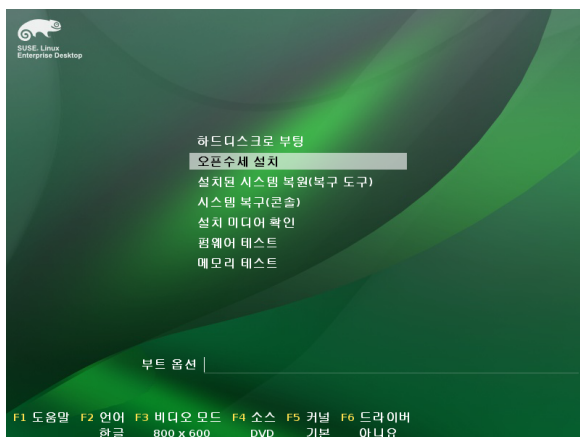 SUSE. Linux
Enterprise Desktop
하드디스크로 부팅
오픈수세 설치
설치된 시스템 복원(복구 도구)
시스템 복구(콘솔)
설치 미디어 확인
펌웨어 테스트
메모리 테스트
부트 옵션
F1 도움말 F2 언어 F3 비디오 모드 F4 소스 F5 커널 F6 드라이버
한글 800 x 600 DVD 기본 아니요